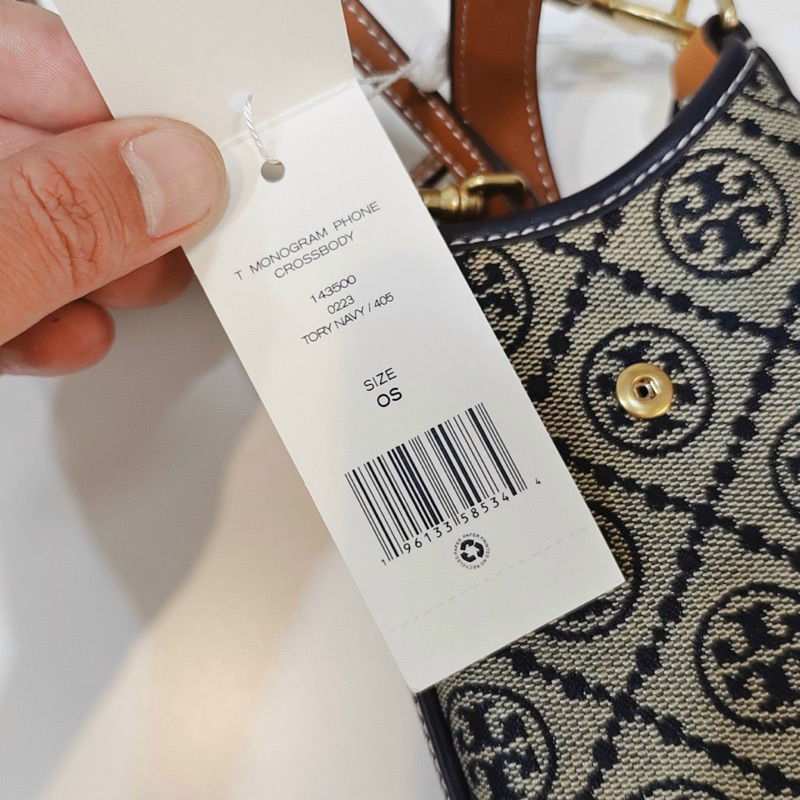 T MONOGRAM PHONE
CROSSBODY
143500
0223
TORY NAVY / 405
SIZE
OS
1 96133 58534 4